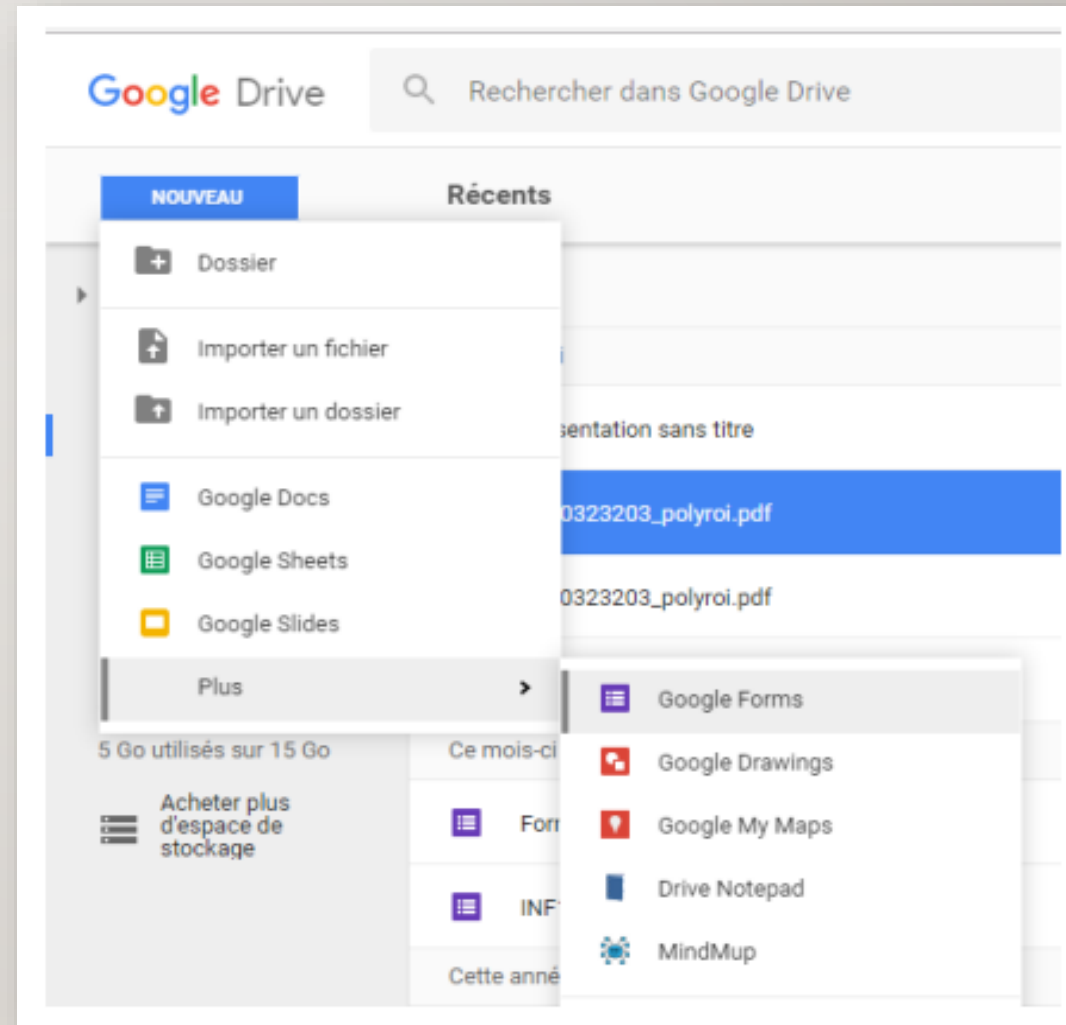 Google Drive
Rechercher dans Google Drive
NOUVEAU
Récents
Dossier
Importer un fichier
Importer un dossier
sentation sans titre
Google Docs
0323203_polyroi.pdf
Google Sheets
0323203_polyroi.pdf
Google Slides
Plus
Google Forms
5 Go utilisés sur 15 Go
Ce mois-ci
Google Drawings
Acheter plus
d'espace de
stockage
Google My Maps
Drive Notepad
INF
MindMup
Cette anné